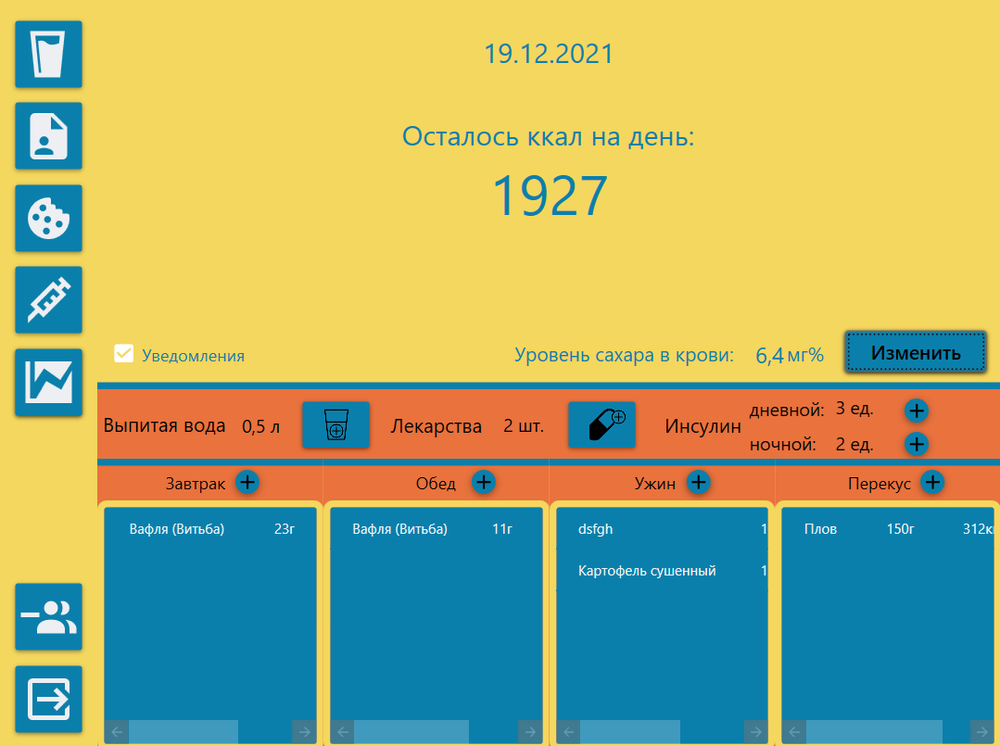 19.12.2021
Осталось ккал на день:
1927
Уведомления
Уровень сахара в крови: 6,4 мг% Изменить
Выпитая вода 0,5 л Лекарства 2 шт. Инсулин
дневной: 3 ед.
ночной: 2 ед.
Завтрак Обед Ужин Перекус
Вафля (Витьба) 23г
Вафля (Витьба) 11г
dsfgh 1
Картофель сушенный 1
Плов 150г 312к